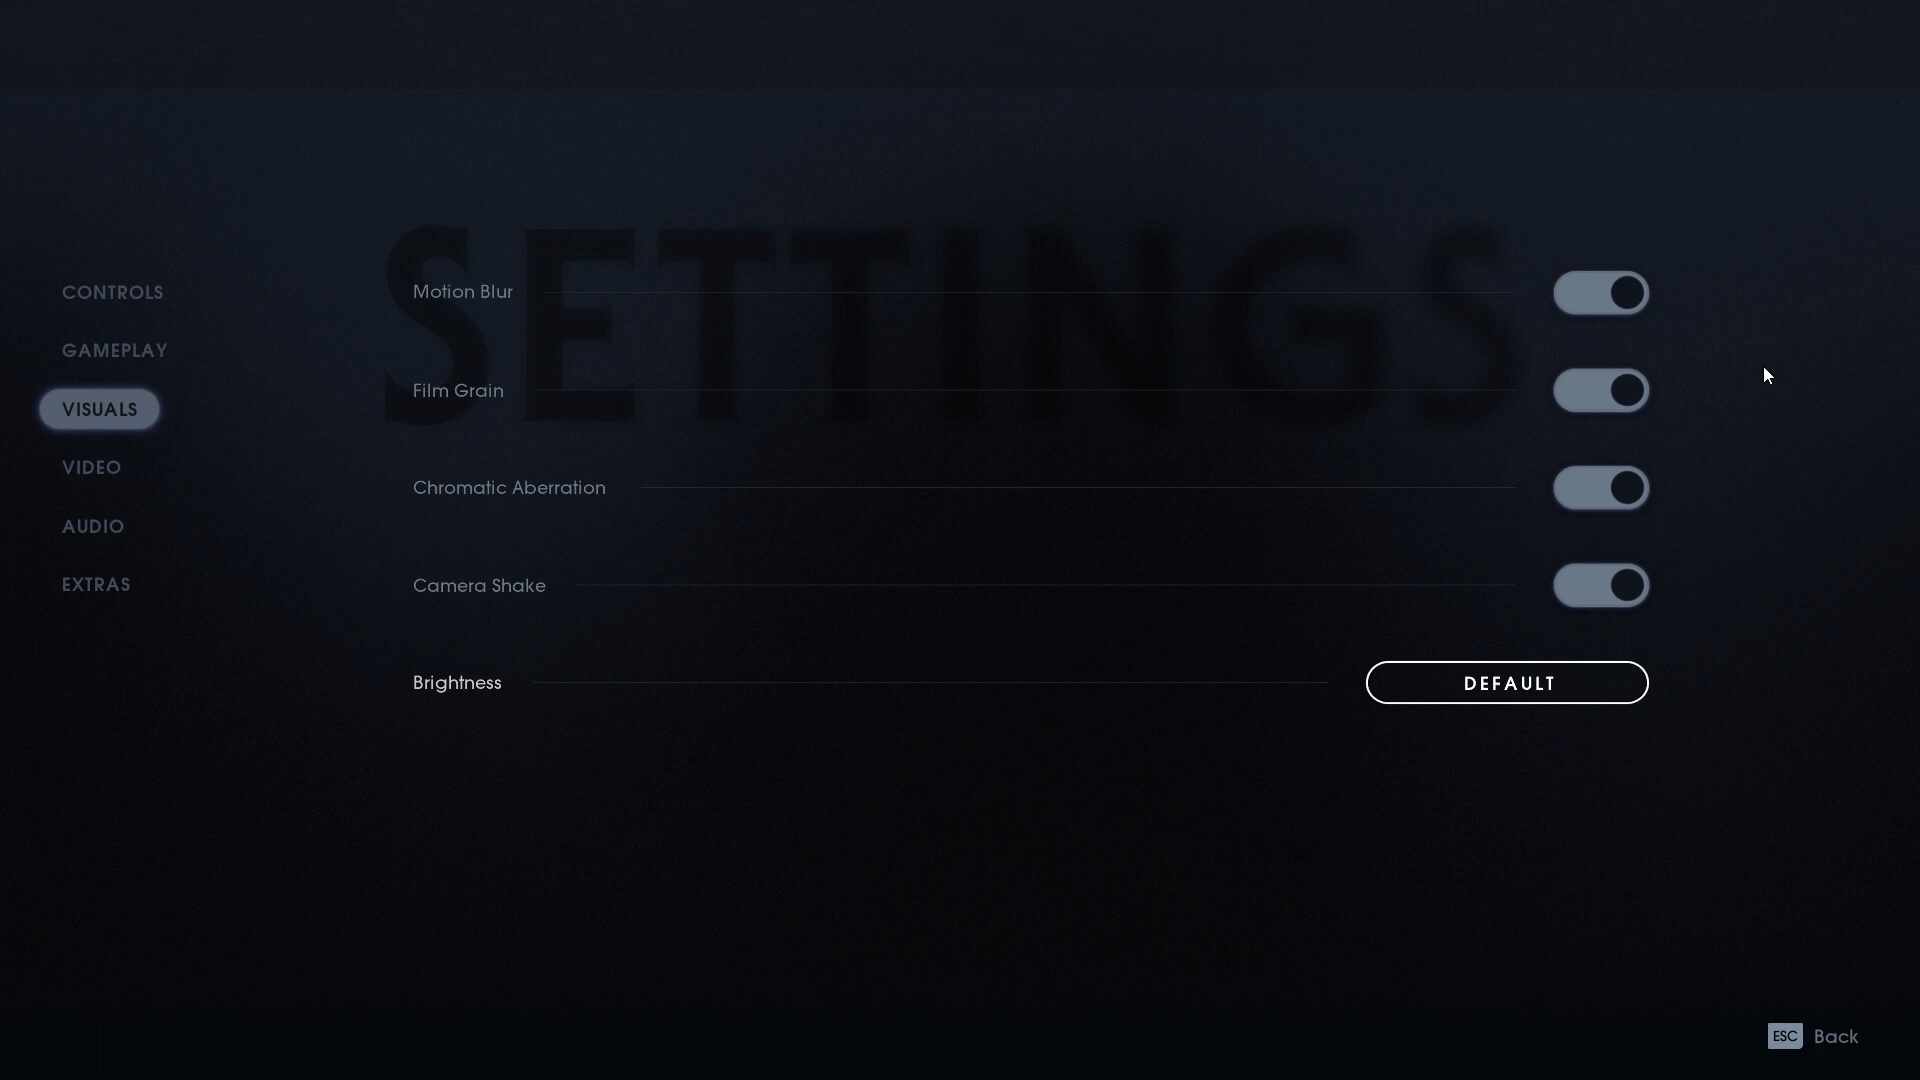 SETTINGS
CONTROLS
GAMEPLAY
VISUALS
VIDEO
AUDIO
EXTRAS
Motion Blur
Film Grain
Chromatic Aberration
Camera Shake
Brightness
DEFAULT
ESC Back